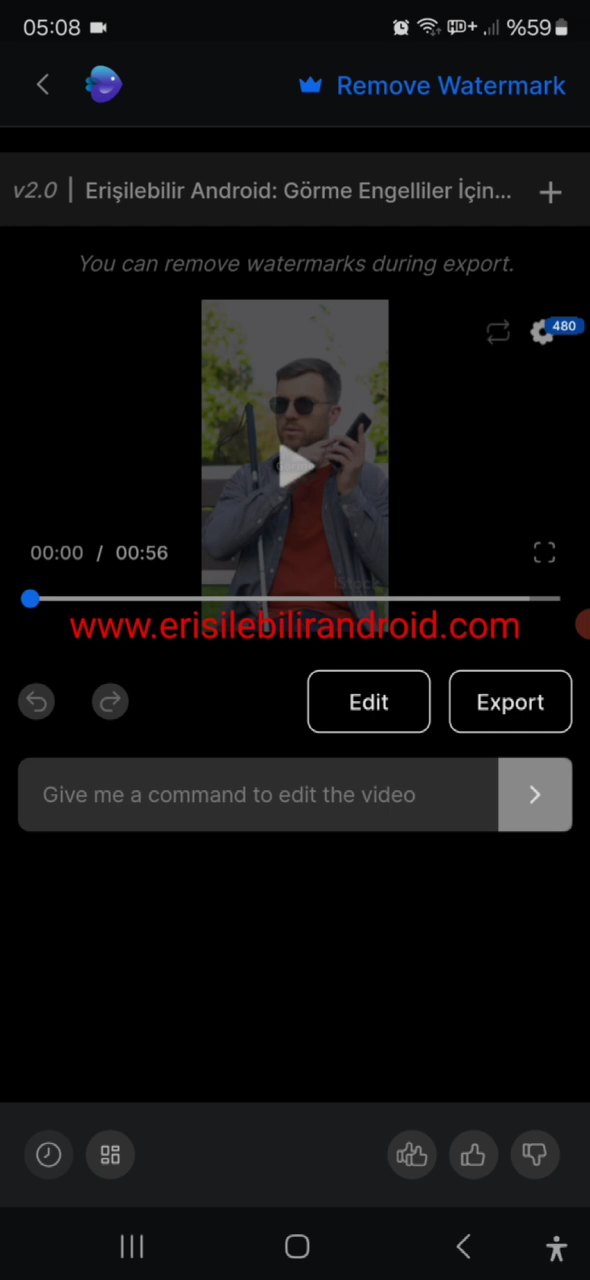 05:08 HD+ %59
Remove Watermark
v2.0 | Erişilebilir Android: Görme Engelliler İçin...
You can remove watermarks during export.
480
00:00 / 00:56
www.erisilebilirandroid.com
Edit Export
Give me a command to edit the video